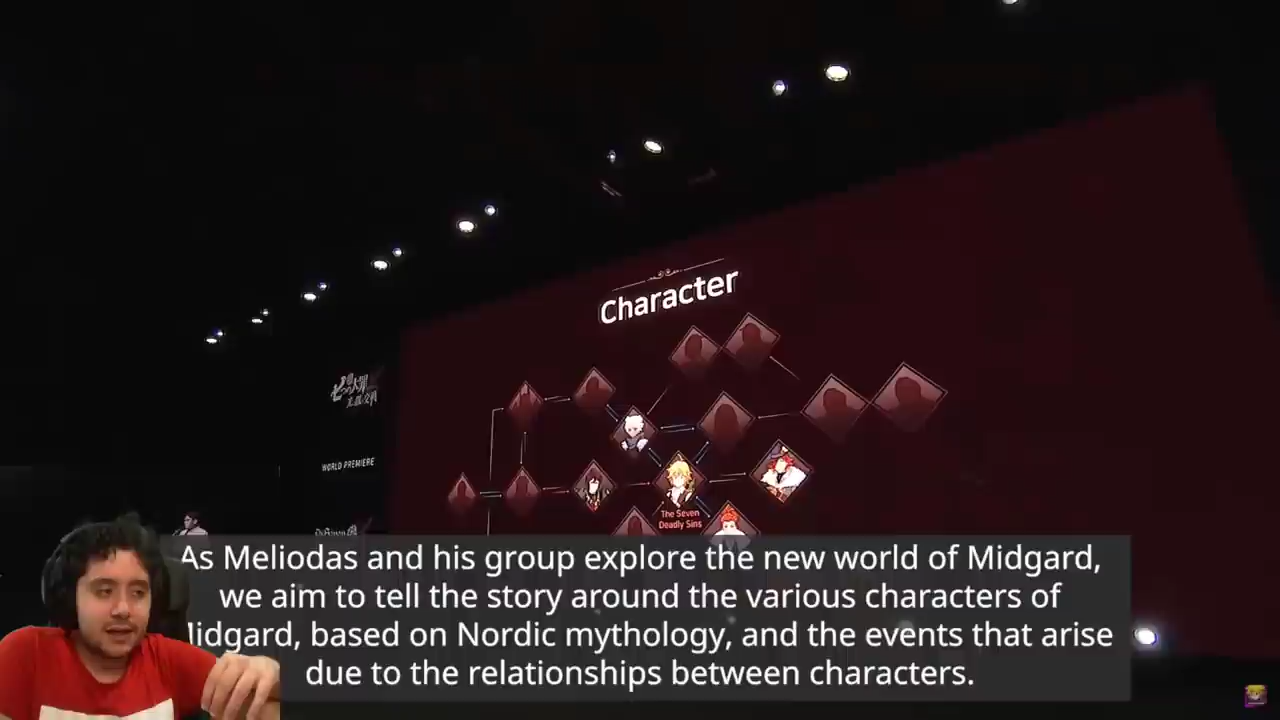 Character
WORLD PREMIERE
The Seven
Deadly Sins
As Meliodas and his group explore the new world of Midgard,
we aim to tell the story around the various characters of
Midgard, based on Nordic mythology, and the events that arise
due to the relationships between characters.